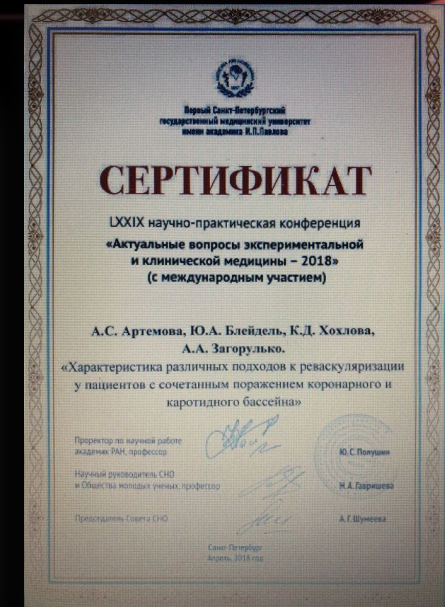 Первый Санкт-Петербургский
государственный медицинский университет
имени академика И.П.Павлова
СЕРТИФИКАТ
LXXIX научно-практическая конференция
«Актуальные вопросы экспериментальной
и клинической медицины – 2018»
(с международным участием)
А.С. Артемова, Ю.А. Блейдель, К.Д. Хохлова,
А.А. Загорулько.
«Характеристика различных подходов к реваскуляризации
у пациентов с сочетанным поражением коронарного и
каротидного бассейна»
Проректор по научной работе
академик РАН, профессор
Ю.С.Полушин
Научный руководитель СНО
и Общества молодых ученых, профессор
Н.А.Гавришева
Председатель Совета СНО
А.Г.Шумеева
Санкт-Петербург
Апрель, 2018 год